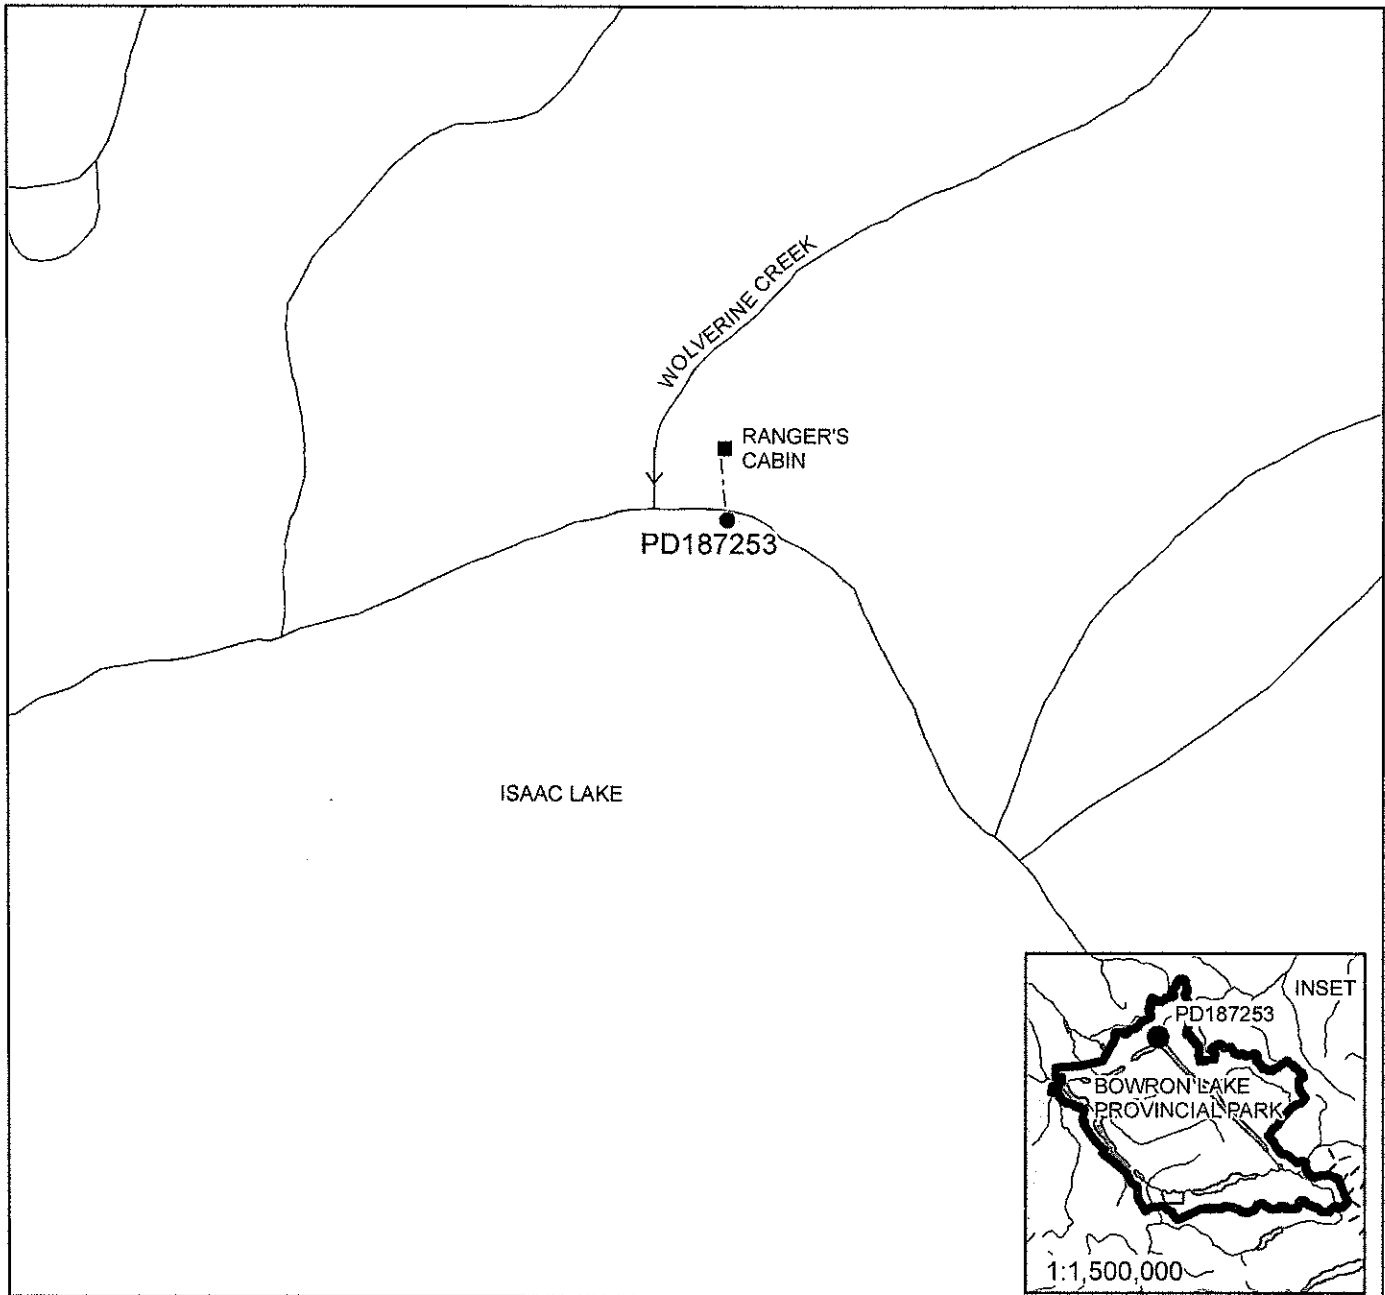 WOLVERINE CREEK
RANGER'S
CABIN
PD187253
ISAAC LAKE
INSET
PD187253
BOWRON LAKE
PROVINCIAL PARK
1:1,500,000